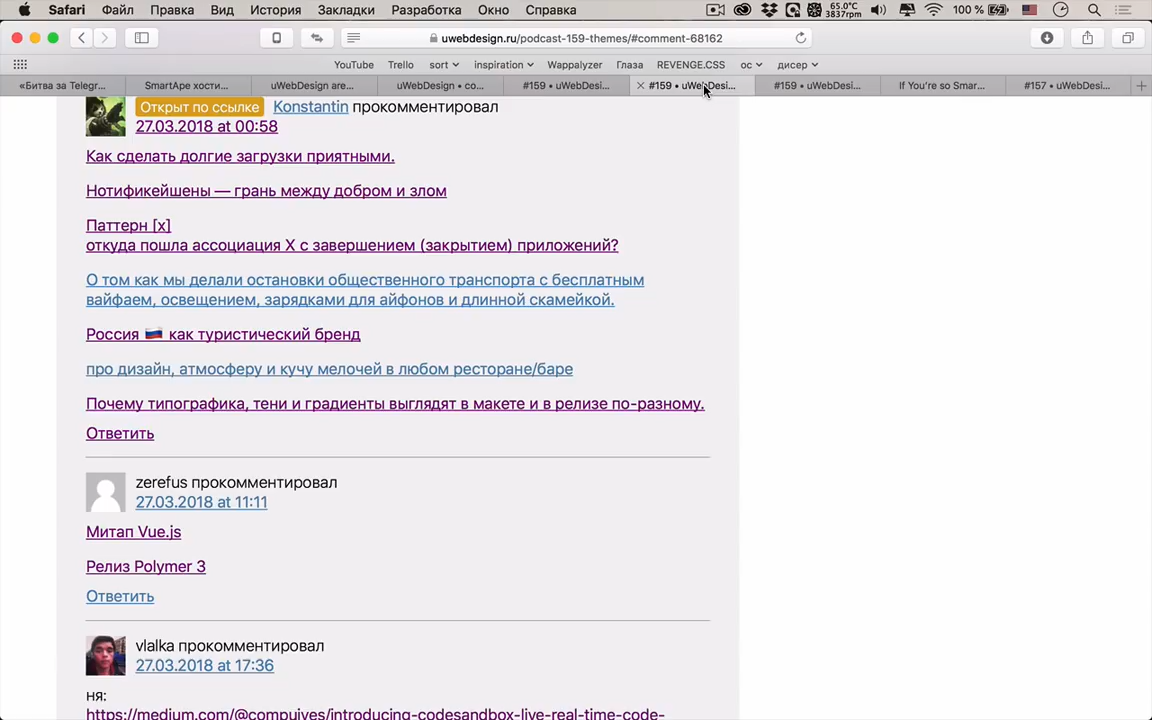 Safari Файл Правка Вид История Закладки Разработка Окно Справка 65.0°C 3837rpm 100 %
uwebdesign.ru/podcast-159-themes/#comment-68162
YouTube Trello sort inspiration Wappalyzer Глаза REVENGE.CSS ос дисер
«Битва за Telegr... SmartApe хости... uWebDesign are... uWebDesign • co... #159 • uWebDesi... #159 • uWebDesi... #159 • uWebDesi... If You're so Smar... #157 • uWebDesi...
Открыт по ссылке Konstantin прокомментировал
27.03.2018 at 00:58
Как сделать долгие загрузки приятными.
Нотификейшены — грань между добром и злом
Паттерн [x]
откуда пошла ассоциация X с завершением (закрытием) приложений?
О том как мы делали остановки общественного транспорта с бесплатным
вайфаем, освещением, зарядками для айфонов и длинной скамейкой.
Россия 🇷🇺 как туристический бренд
про дизайн, атмосферу и кучу мелочей в любом ресторане/баре
Почему типографика, тени и градиенты выглядят в макете и в релизе по-разному.
Ответить
zerefus прокомментировал
27.03.2018 at 11:11
Митап Vue.js
Релиз Polymer 3
Ответить
vlalka прокомментировал
27.03.2018 at 17:36
ня:
https://medium.com/@compuives/introducing-codesandbox-live-real-time-code-